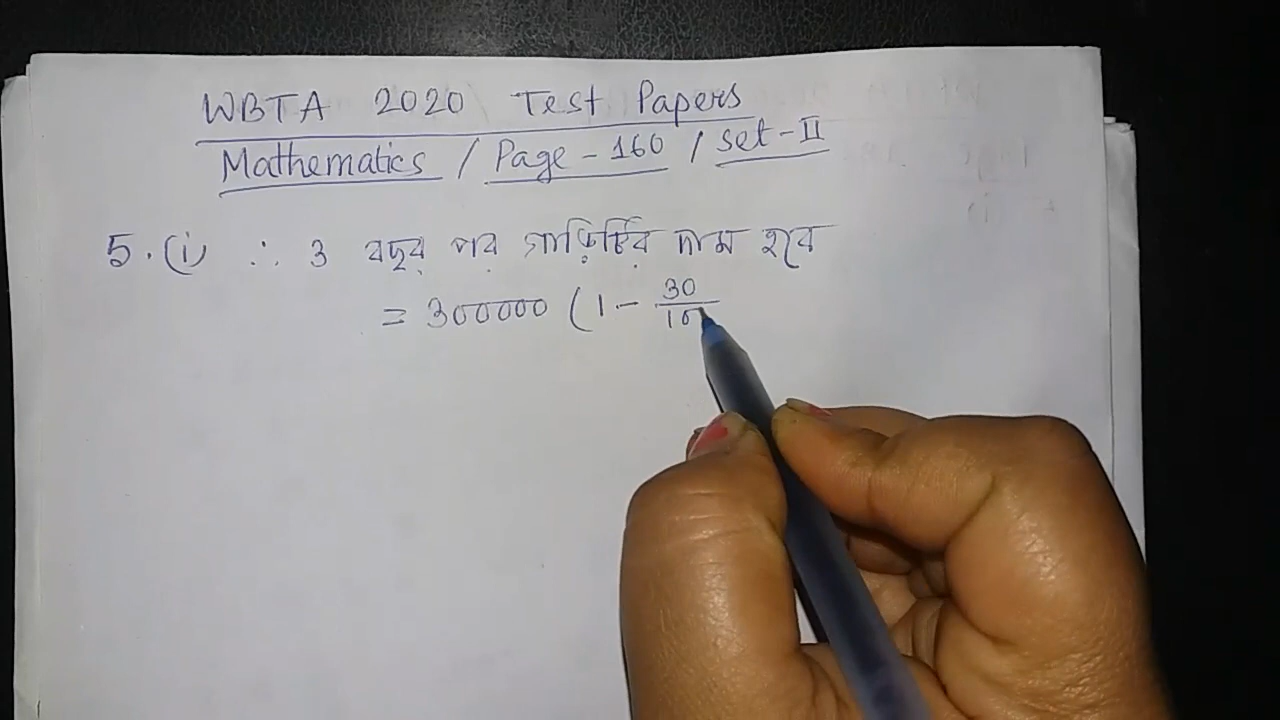 WBTA 2020 Test Papers
Mathematics / Page - 160 / Set - II
5. (i) ∴ 3 বছর পর গাড়িটির দাম হবে
= 300000 (1 - 30/10